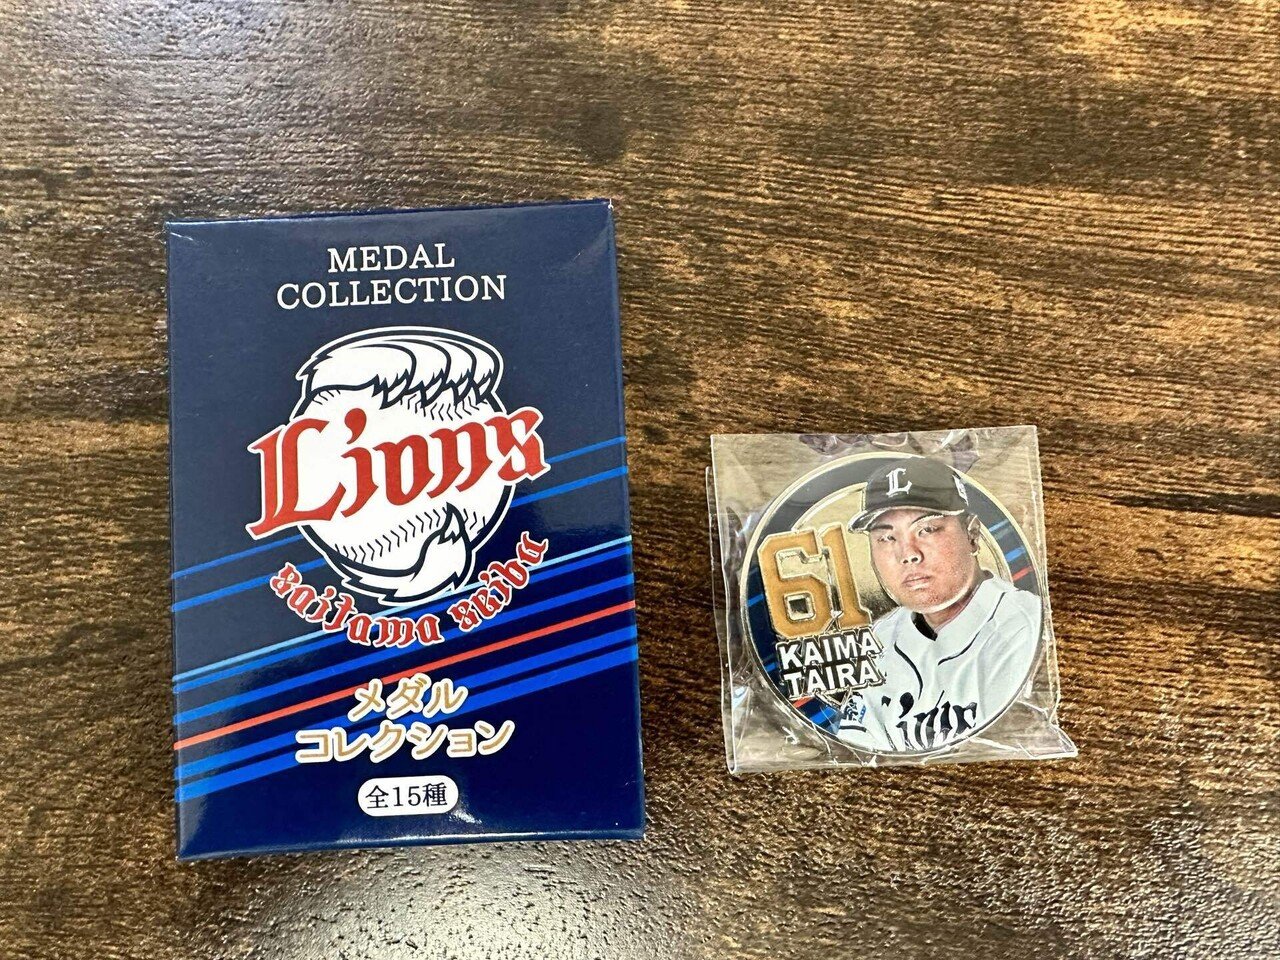 MEDAL
COLLECTION
Lions
Saitama Seibu
メダル
コレクション
全15種
L
61
KAIMA
TAIRA
Lions